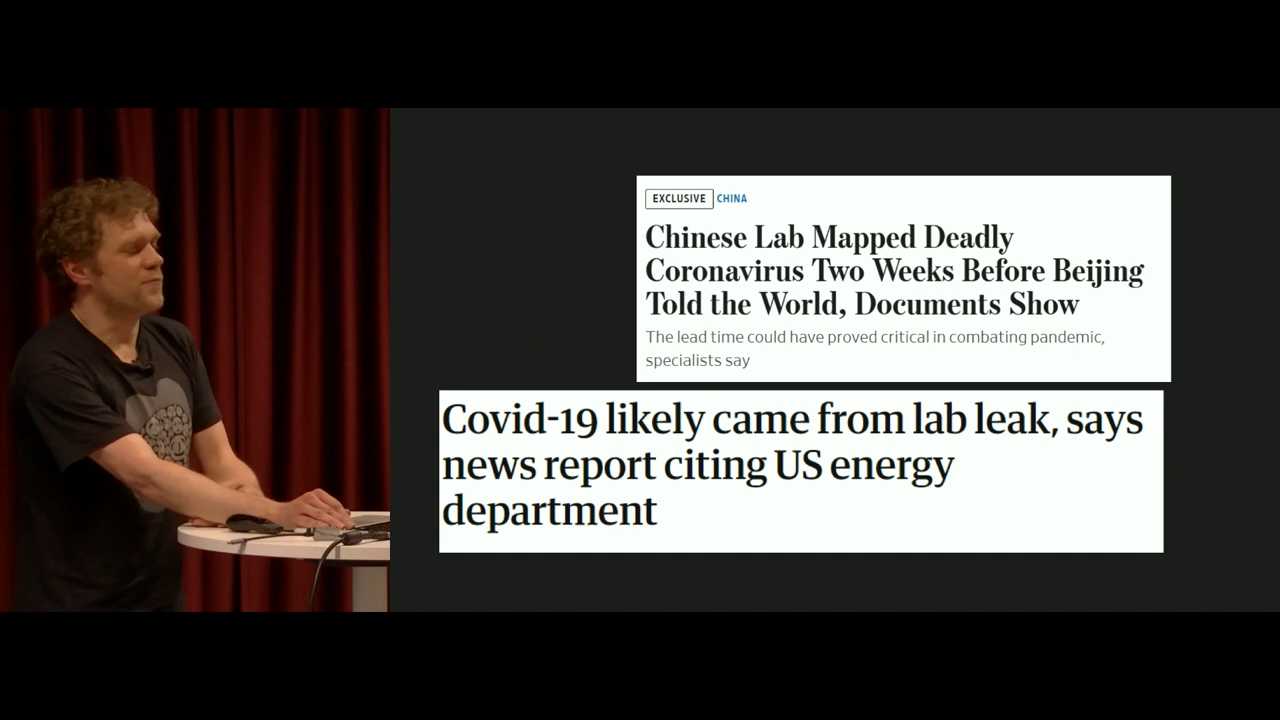 EXCLUSIVE CHINA
Chinese Lab Mapped Deadly
Coronavirus Two Weeks Before Beijing
Told the World, Documents Show
The lead time could have proved critical in combating pandemic,
specialists say
Covid-19 likely came from lab leak, says
news report citing US energy
department